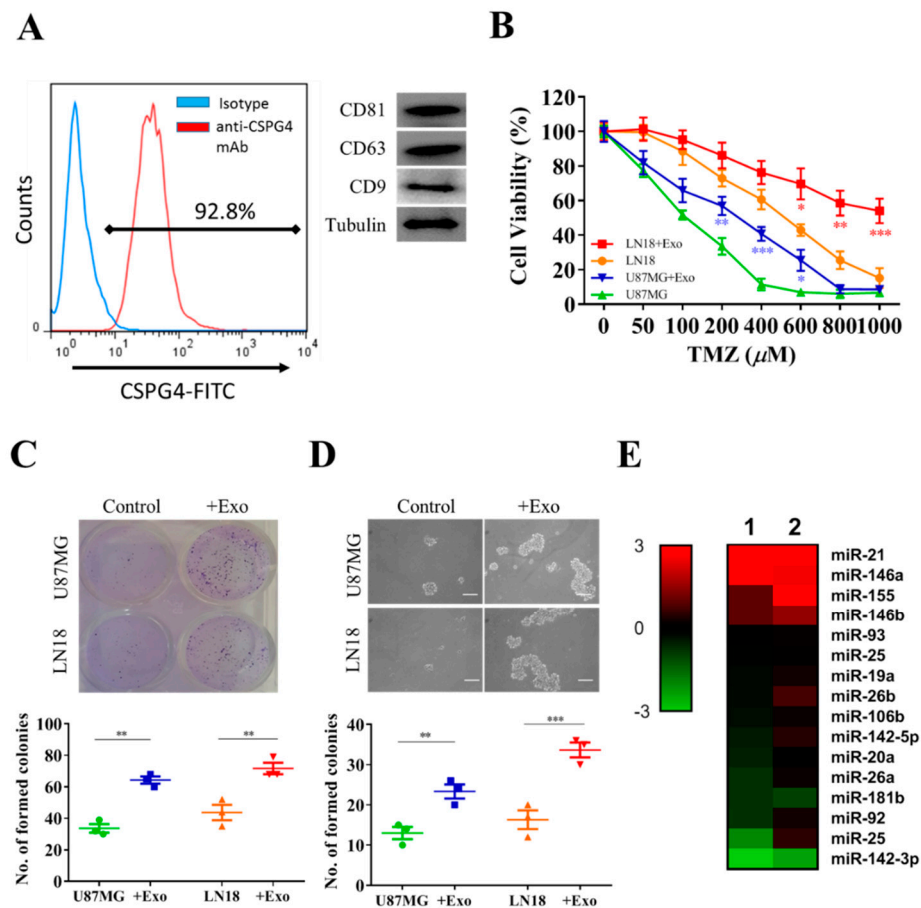 A
Isotype
anti-CSPG4
mAb
92.8%
Counts
0
10^0 10^1 10^2 10^3 10^4
CSPG4-FITC
CD81
CD63
CD9
Tubulin
B
Cell Viability (%)
120
100
80
60
40
20
0
LN18+Exo
LN18
U87MG+Exo
U87MG
*
**
***
**
***
*
0 50 100 200 400 600 800 1000
TMZ (μM)
C
Control +Exo
U87MG
LN18
No. of formed colonies
100
80
60
40
20
0
** **
U87MG +Exo LN18 +Exo
D
Control +Exo
U87MG
LN18
No. of formed colonies
40
30
20
10
0
** ***
U87MG +Exo LN18 +Exo
E
3
0
-3
1 2
miR-21
miR-146a
miR-155
miR-146b
miR-93
miR-25
miR-19a
miR-26b
miR-106b
miR-142-5p
miR-20a
miR-26a
miR-181b
miR-92
miR-25
miR-142-3p